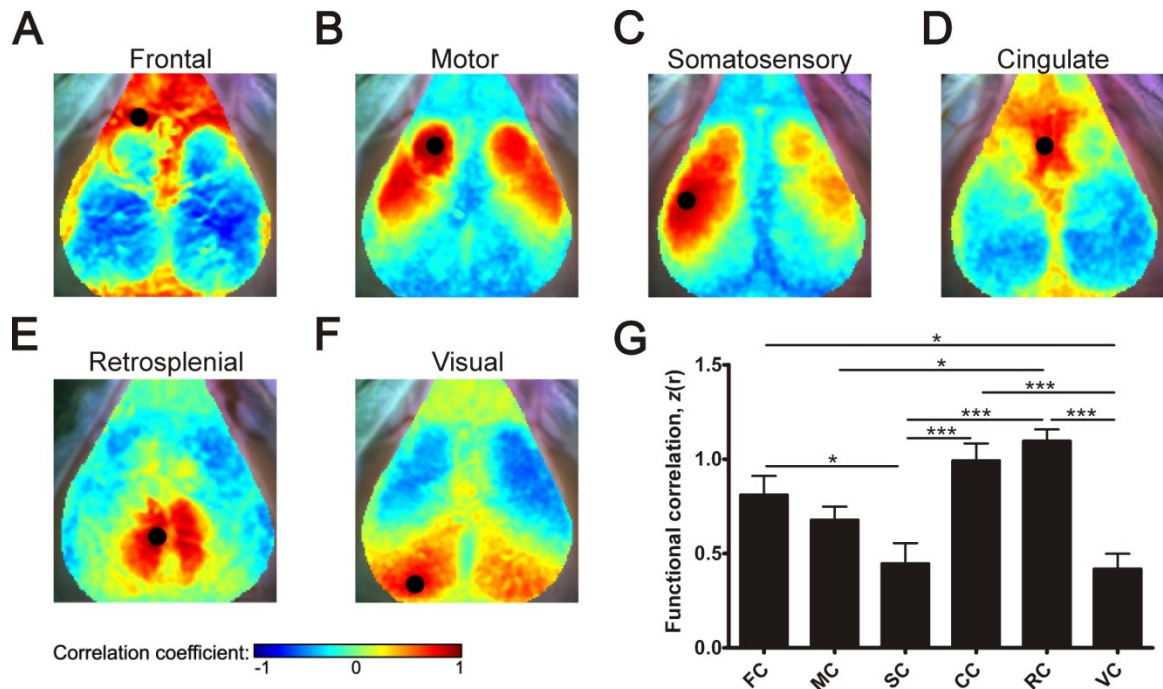 A
Frontal
B
Motor
C
Somatosensory
D
Cingulate
E
Retrosplenial
F
Visual
Correlation coefficient:
-1 0 1
G
Functional correlation, z(r)
1.5
1.0
0.5
0.0
*
*
***
*** ***
***
*
FC MC SC CC RC VC